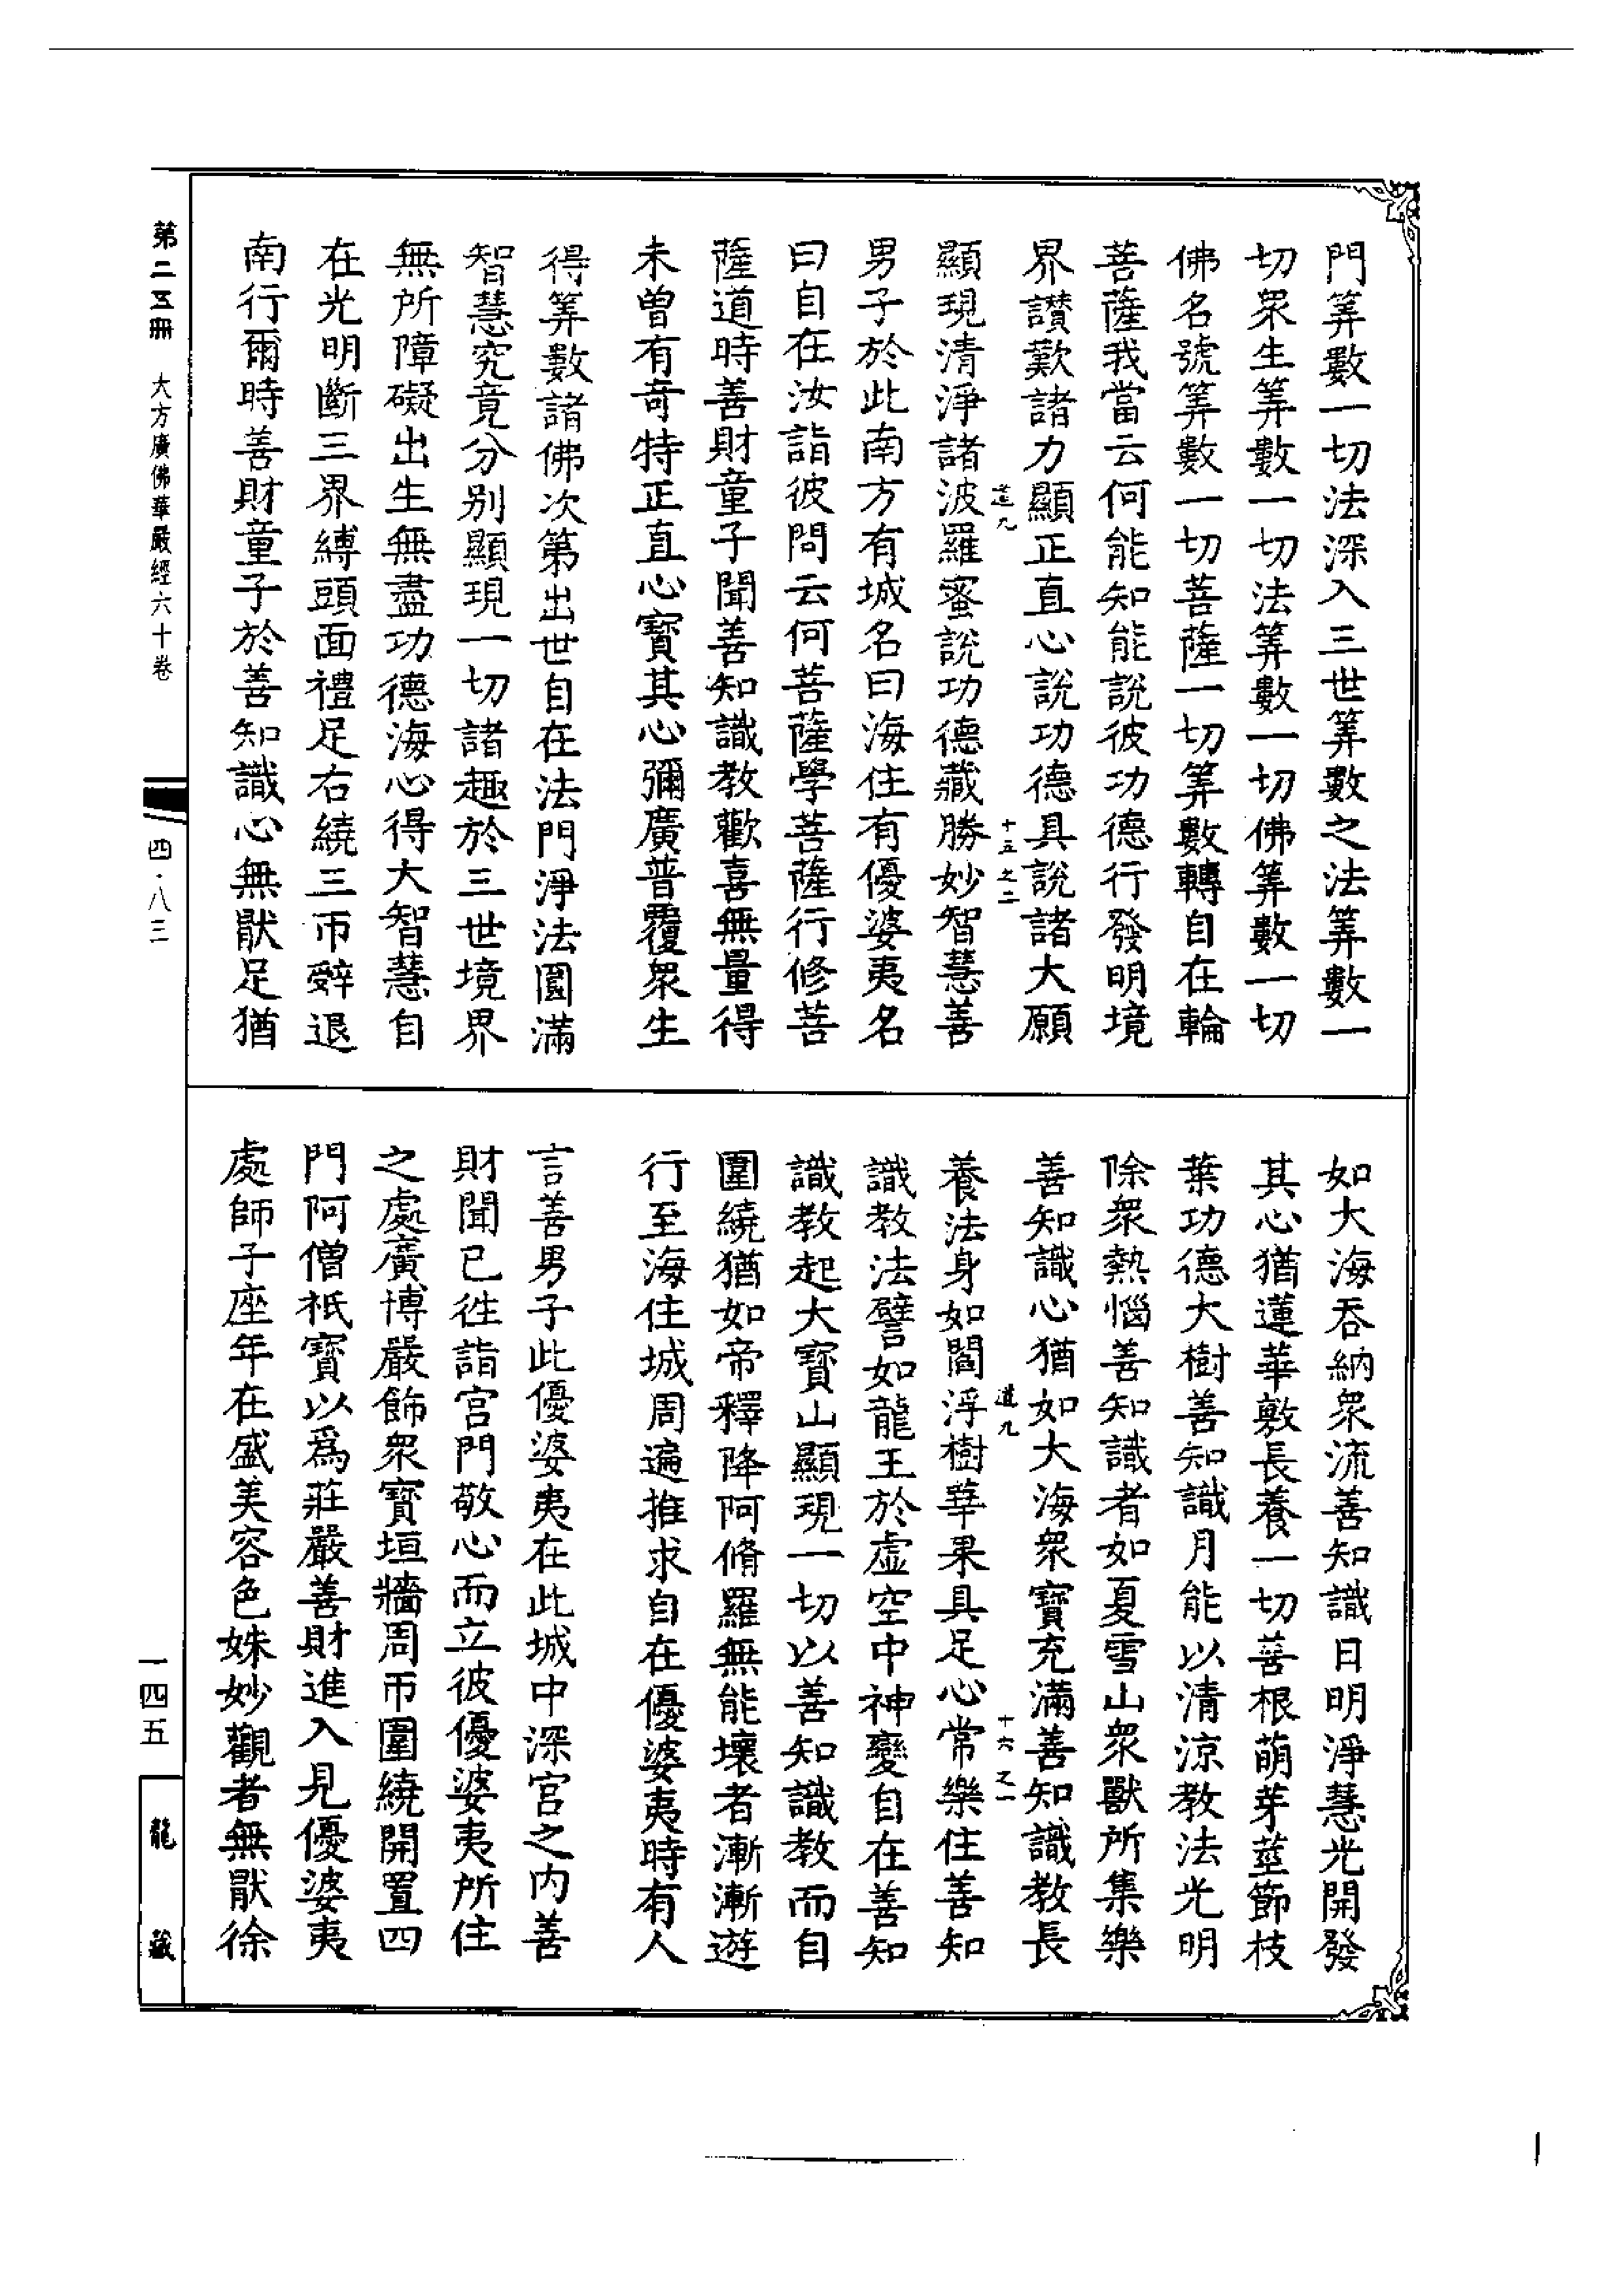 門筭數一切法深入三世筭數之法筭數一
切衆生筭數一切法筭數一切佛筭數一切
佛名號筭數一切菩薩一切筭數轉自在輪
菩薩我當云何能知能說彼功德行發明境
界讃歎諸力顯正直心說功德具說諸大願
道九 十五之二
顯現清淨諸波羅蜜說功德藏勝妙智慧善
男子於此南方有城名曰海住有優婆夷名
曰自在汝詣彼問云何菩薩學菩薩行修菩
薩道時善財童子聞善知識教歡喜無量得
未曾有奇特正直心寶其心彌廣普覆衆生
得筭數諸佛次第出世自在法門淨法圓滿
智慧究竟分別顯現一切諸趣於三世境界
無所障礙出生無盡功德海心得大智慧自
在光明斷三界縛頭面禮足右繞三帀辭退
南行爾時善財童子於善知識心無猒足猶
如大海吞納衆流善知識日明淨慧光開發
其心猶蓮華敷長養一切善根萌芽莖節枝
葉功德大樹善知識月能以清涼教法光明
除衆熱惱善知識者如夏雪山衆獸所集樂
善知識心猶如大海衆寶充滿善知識教長
道九 十六之一
養法身如閻浮樹華果具足心常樂住善知
識教法譬如龍王於虛空中神變自在善知
識教起大寶山顯現一切以善知識教而自
圍繞猶如帝釋降阿脩羅無能壞者漸漸遊
行至海住城周遍推求自在優婆夷時有人
言善男子此優婆夷在此城中深宮之內善
財聞已徃詣宮門敬心而立彼優婆夷所住
之處廣博嚴飾衆寶垣牆周帀圍繞開置四
門阿僧祇寶以爲莊嚴善財進入見優婆夷
處師子座年在盛美容色姝妙觀者無猒徐
第二五冊 大方廣佛華嚴經六十卷 四·八三
一四五 龍藏